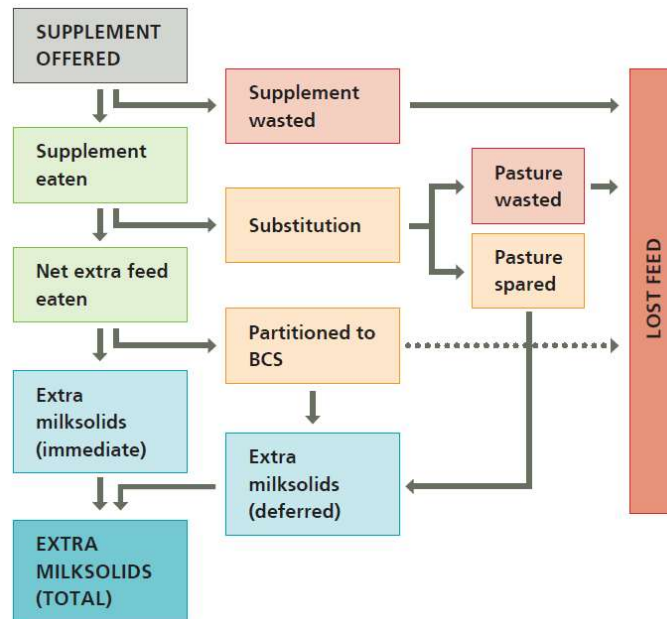 SUPPLEMENT
OFFERED
Supplement
wasted
Supplement
eaten
Substitution
Pasture
wasted
Pasture
spared
Net extra feed
eaten
Partitioned to
BCS
LOST FEED
Extra
milksolids
(immediate)
Extra
milksolids
(deferred)
EXTRA
MILKSOLIDS
(TOTAL)